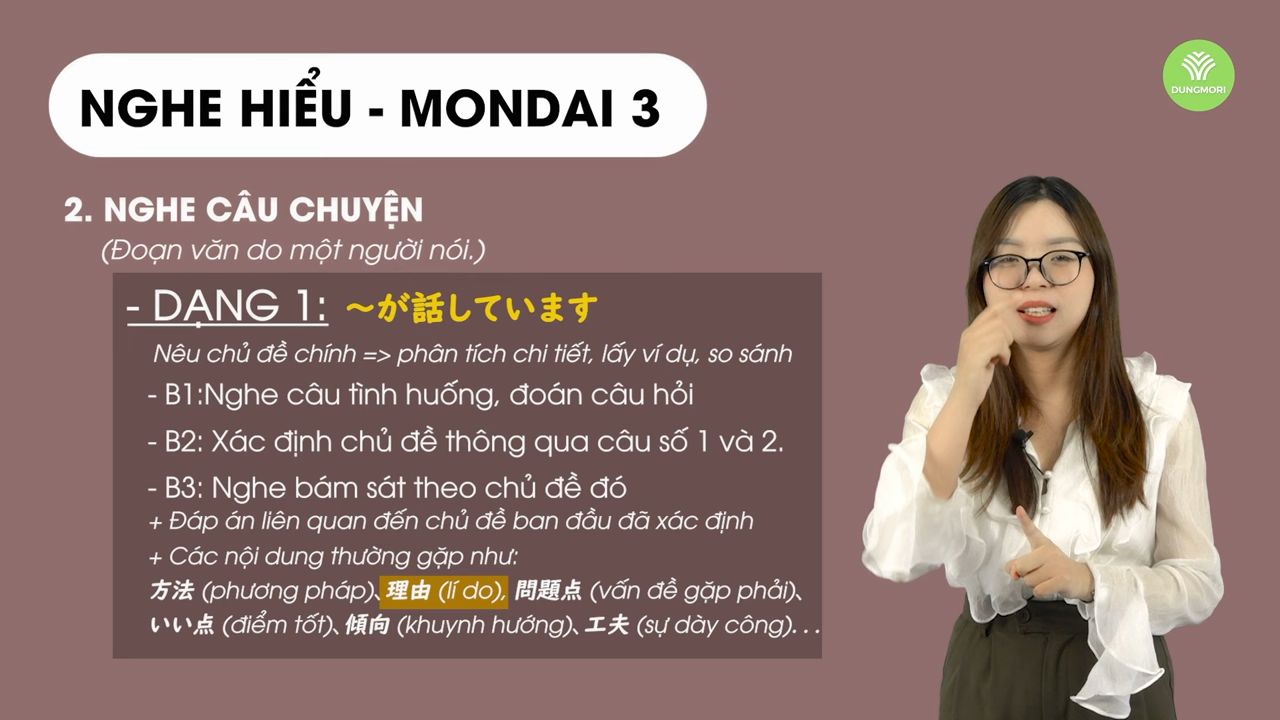 NGHE HIỂU - MONDAI 3
DUNGMORI
2. NGHE CÂU CHUYỆN
(Đoạn văn do một người nói.)
- DẠNG 1: ～が話しています
Nêu chủ đề chính => phân tích chi tiết, lấy ví dụ, so sánh
- B1:Nghe câu tình huống, đoán câu hỏi
- B2: Xác định chủ đề thông qua câu số 1 và 2.
- B3: Nghe bám sát theo chủ đề đó
+ Đáp án liên quan đến chủ đề ban đầu đã xác định
+ Các nội dung thường gặp như:
方法 (phương pháp)、理由 (lí do), 問題点 (vấn đề gặp phải)、
いい点 (điểm tốt)、傾向 (khuynh hướng)、工夫 (sự dày công)...